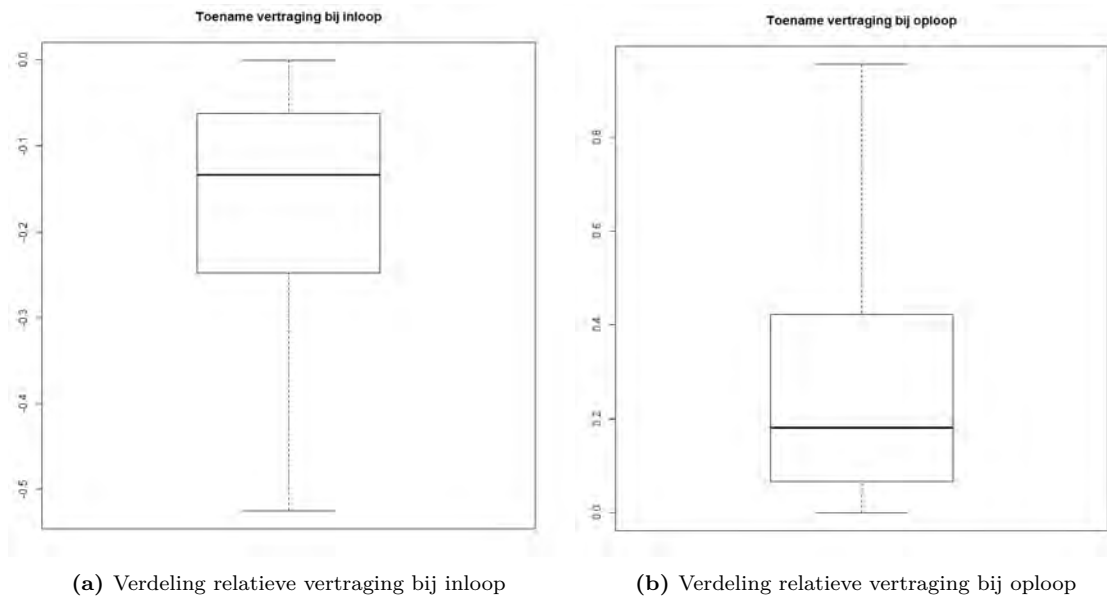 Toename vertraging bij inloop
0.0
-0.1
-0.2
-0.3
-0.4
-0.5
(a) Verdeling relatieve vertraging bij inloop
Toename vertraging bij oploop
0.8
0.6
0.4
0.2
0.0
(b) Verdeling relatieve vertraging bij oploop